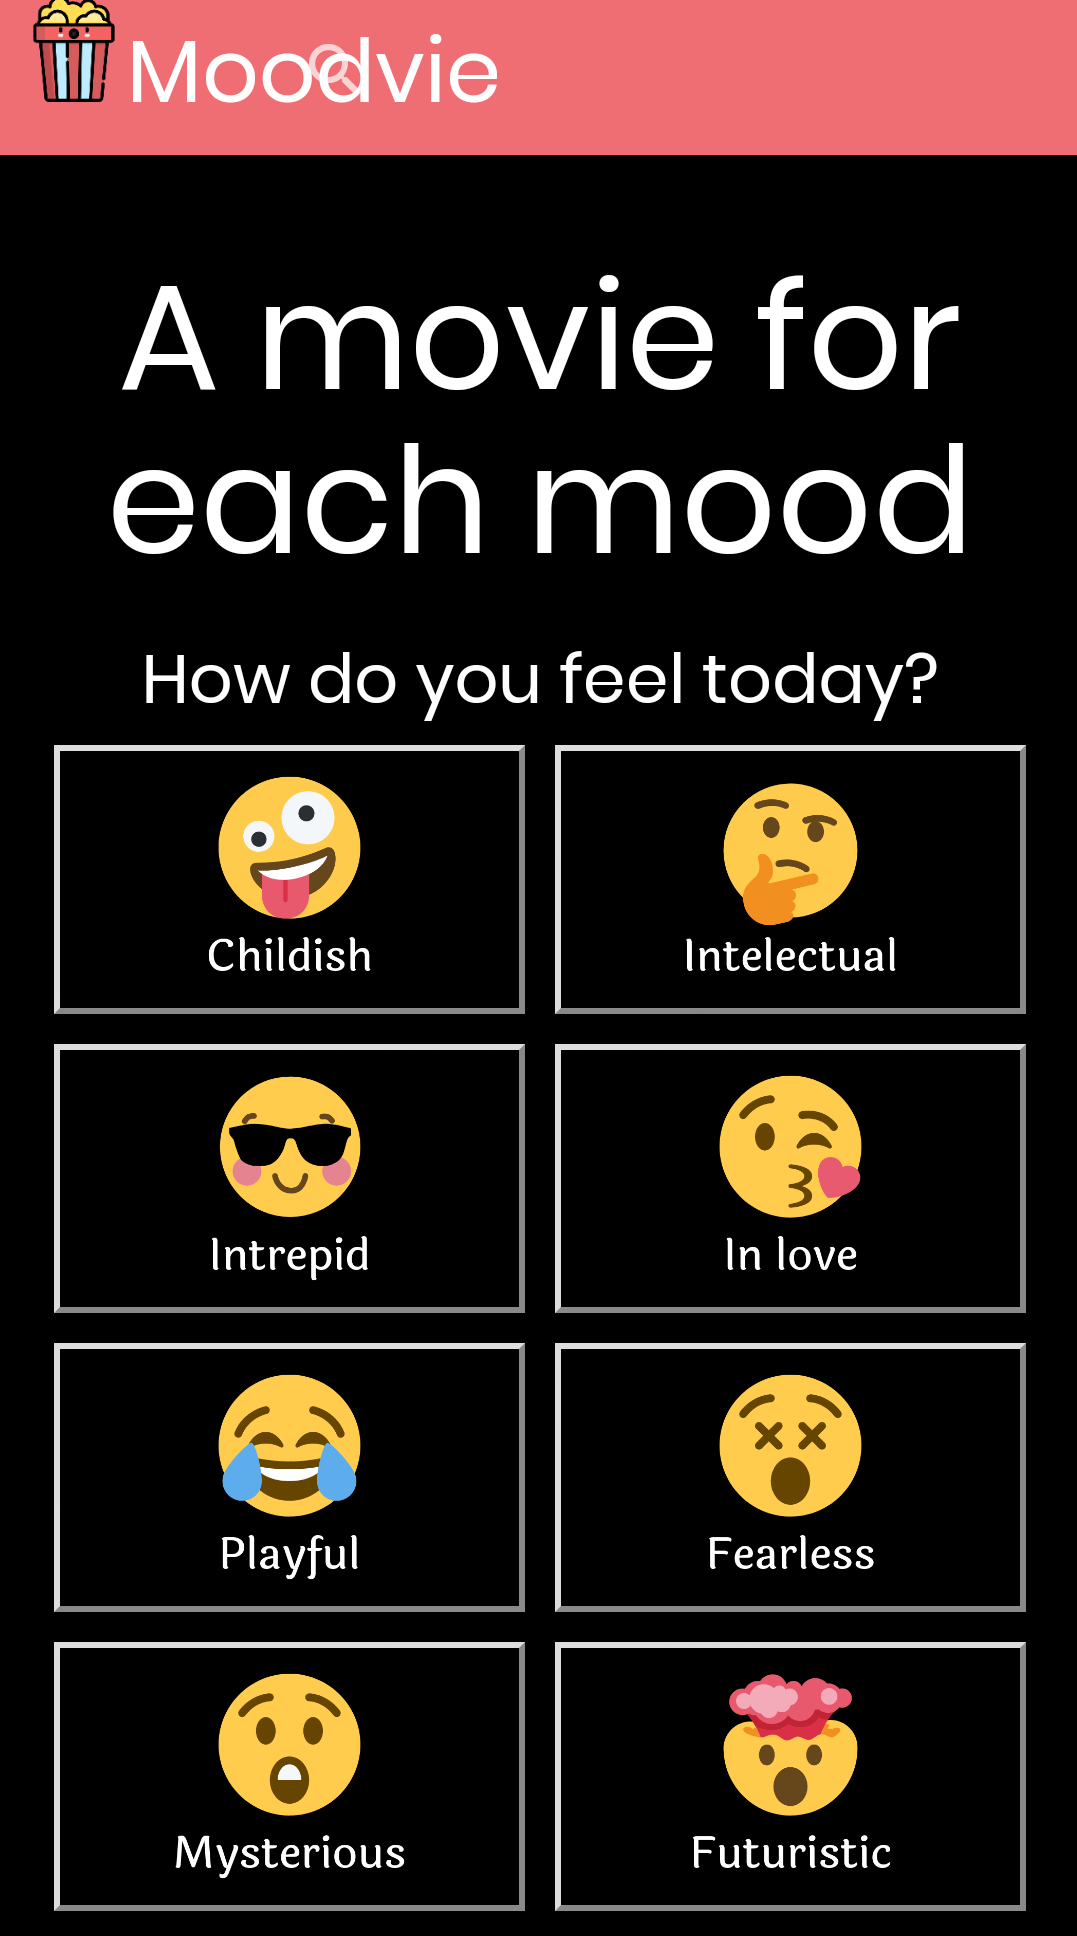 Moodvie
A movie for
each mood
How do you feel today?
Childish
Intelectual
Intrepid
In love
Playful
Fearless
Mysterious
Futuristic